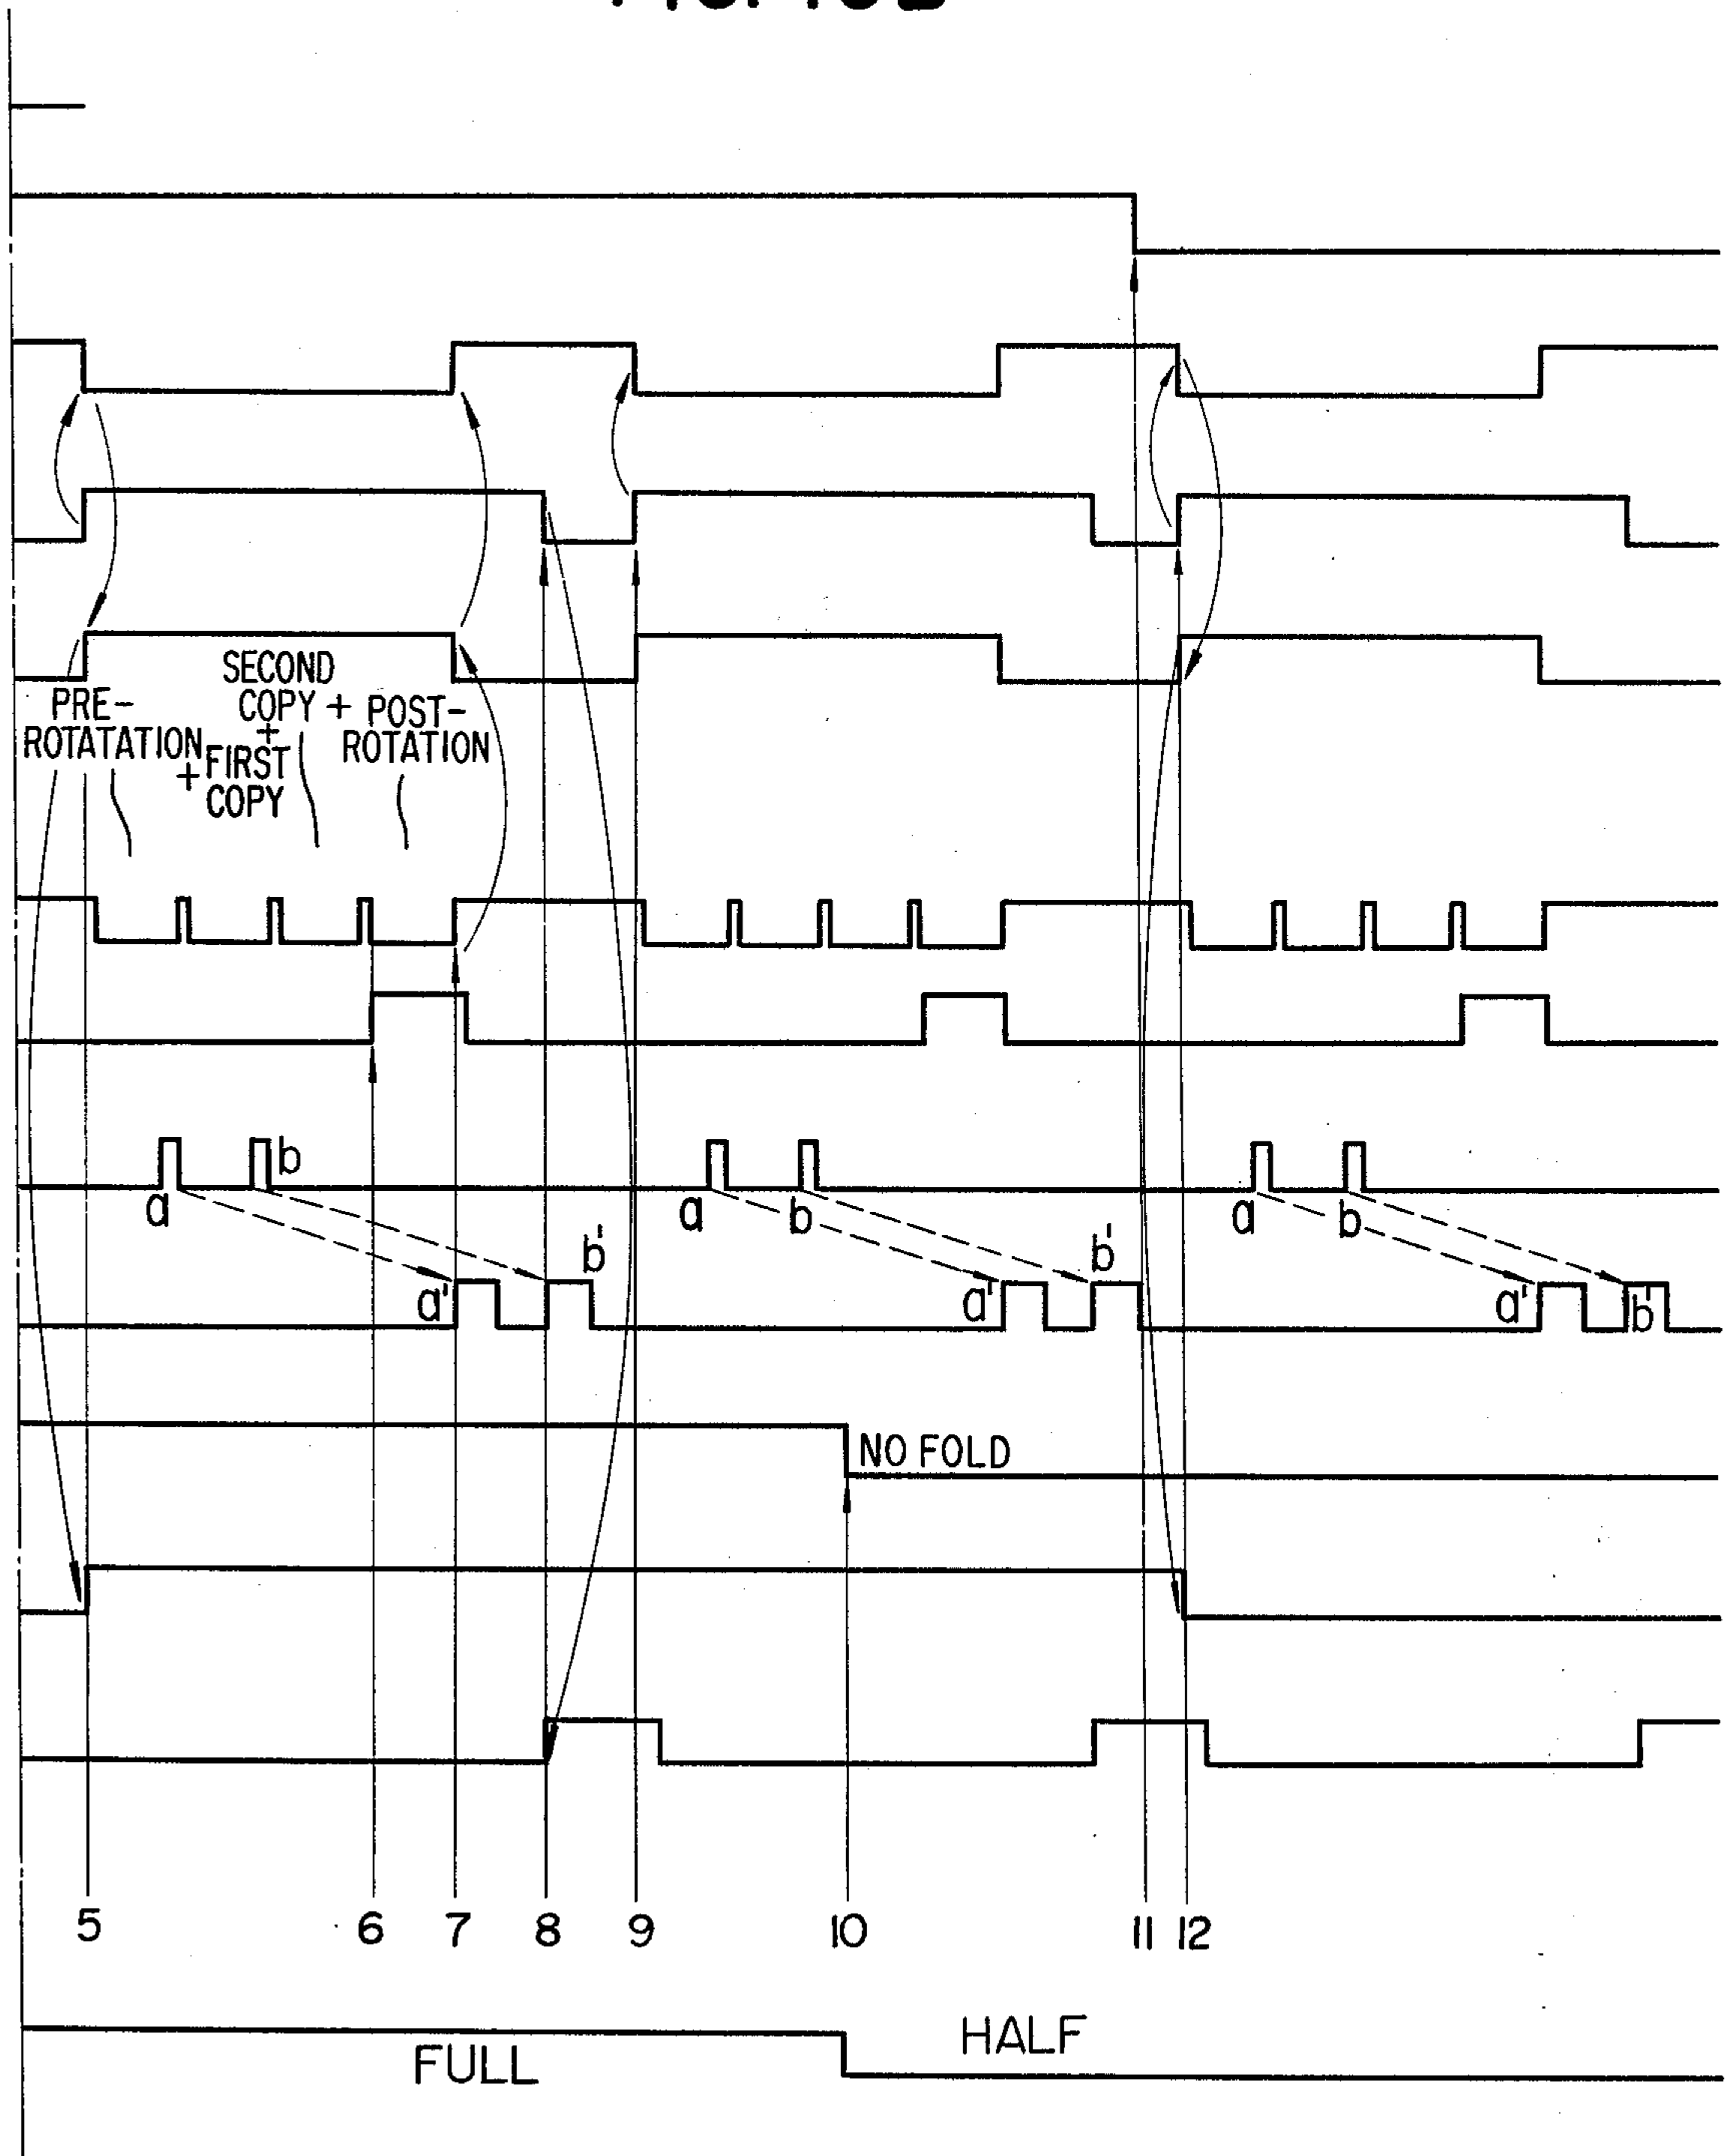 SECOND
COPY + POST-
PRE-
+
ROTATATION
ROTATION
+ FIRST
COPY
b
a
a
b
a
b
b'
b'
a'
a'
a'
b'
NO FOLD
5
6
7
8
9
10
11
12
HALF
FULL